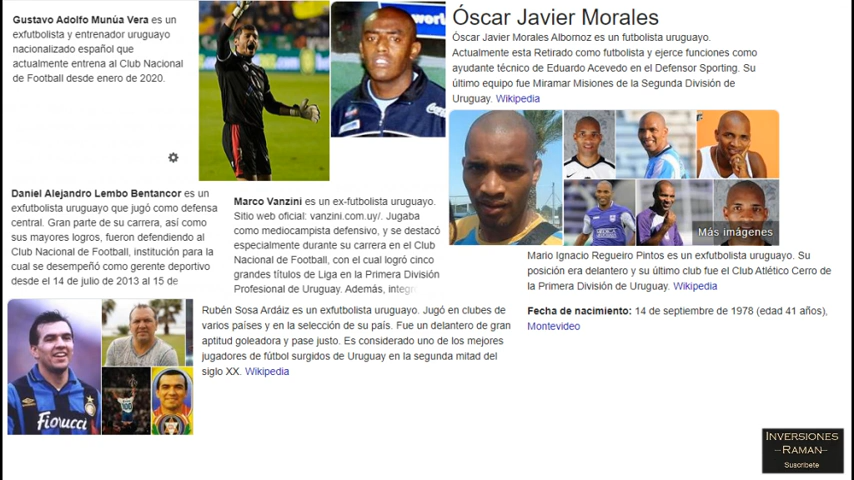 Gustavo Adolfo Munúa Vera es un
exfutbolista y entrenador uruguayo
nacionalizado español que
actualmente entrena al Club Nacional
de Football desde enero de 2020.
Óscar Javier Morales
Óscar Javier Morales Albornoz es un futbolista uruguayo.
Actualmente esta Retirado como futbolista y ejerce funciones como
ayudante técnico de Eduardo Acevedo en el Defensor Sporting. Su
último equipo fue Miramar Misiones de la Segunda División de
Uruguay. Wikipedia
Más imágenes
Daniel Alejandro Lembo Bentancor es un
exfutbolista uruguayo que jugó como defensa
central. Gran parte de su carrera, así como
sus mayores logros, fueron defendiendo al
Club Nacional de Football, institución para la
cual se desempeñó como gerente deportivo
desde el 14 de julio de 2013 al 15 de
Marco Vanzini es un ex-futbolista uruguayo.
Sitio web oficial: vanzini.com.uy/. Jugaba
como mediocampista defensivo, y se destacó
especialmente durante su carrera en el Club
Nacional de Football, con el cual logró cinco
grandes títulos de Liga en la Primera División
Profesional de Uruguay. Además, integr
Mario Ignacio Regueiro Pintos es un exfutbolista uruguayo. Su
posición era delantero y su último club fue el Club Atlético Cerro de
la Primera División de Uruguay. Wikipedia
Fecha de nacimiento: 14 de septiembre de 1978 (edad 41 años),
Montevideo
Rubén Sosa Ardáiz es un exfutbolista uruguayo. Jugó en clubes de
varios países y en la selección de su país. Fue un delantero de gran
aptitud goleadora y pase justo. Es considerado uno de los mejores
jugadores de fútbol surgidos de Uruguay en la segunda mitad del
siglo XX. Wikipedia
Fiorucci
INVERSIONES
--RAMAN--
Suscribete